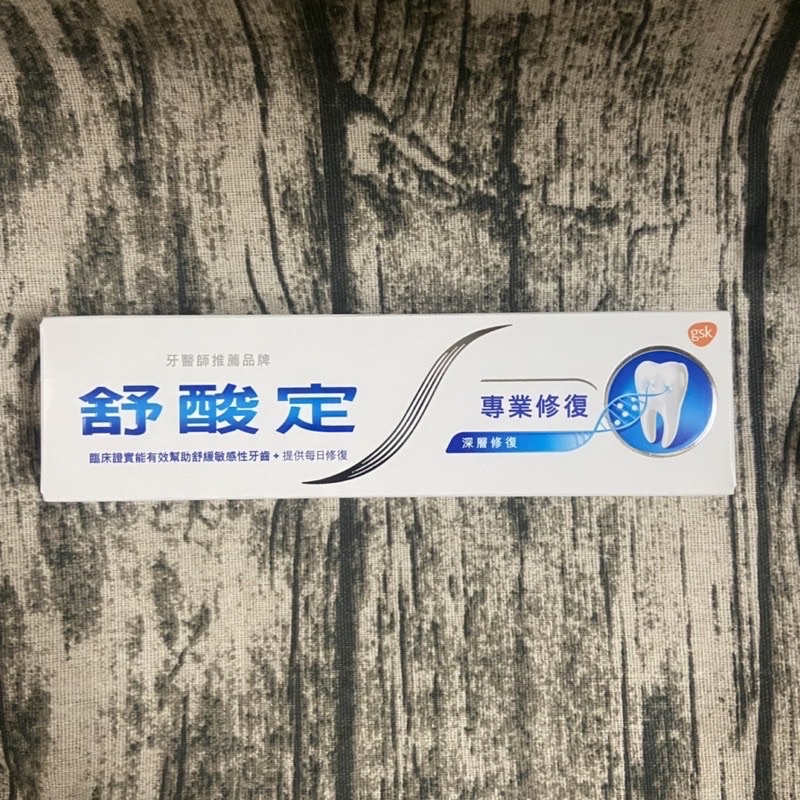 牙醫師推薦品牌
舒酸定
臨床證實能有效幫助舒緩敏感性牙齒+提供每日修復
gsk
專業修復
深層修復